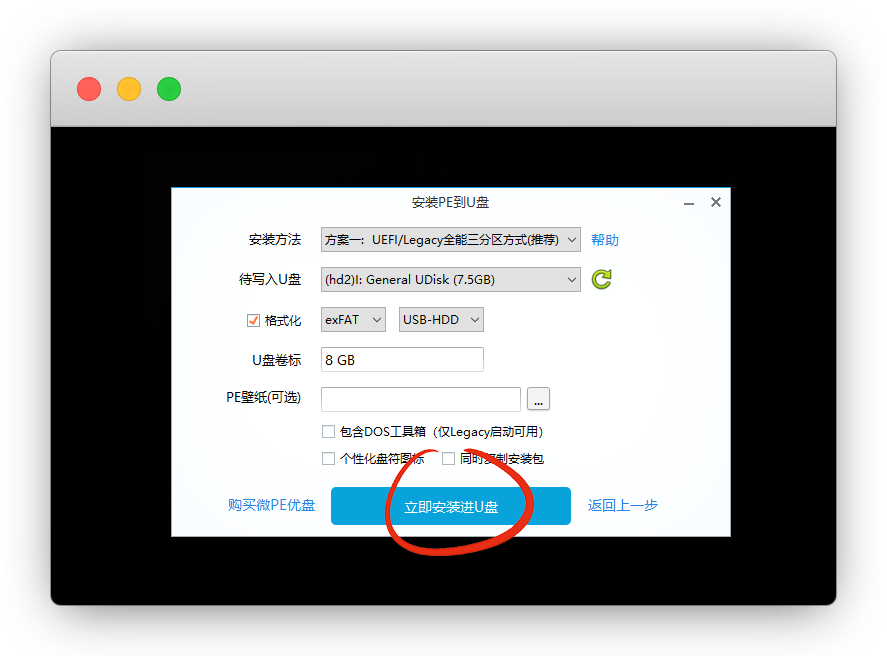 安装PE到U盘
安装方法 方案一：UEFI/Legacy全能三分区方式(推荐) 帮助
待写入U盘 (hd2)I: General UDisk (7.5GB)
格式化 exFAT USB-HDD
U盘卷标 8 GB
PE壁纸(可选) ...
包含DOS工具箱（仅Legacy启动可用）
个性化盘符图标 同时复制安装包
购买微PE优盘 立即安装进U盘 返回上一步